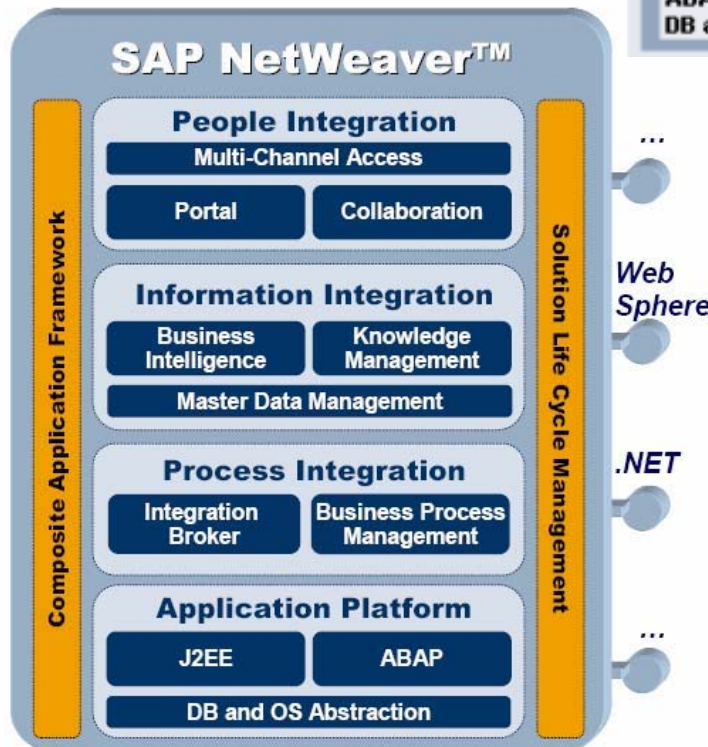 DB a
SAP NetWeaver™
People Integration
Multi-Channel Access
Portal
Collaboration
Information Integration
Business
Intelligence
Knowledge
Management
Master Data Management
Process Integration
Integration
Broker
Business Process
Management
Application Platform
J2EE
ABAP
DB and OS Abstraction
Composite Application Framework
Solution Life Cycle Management
...
Web
Sphere
.NET
...